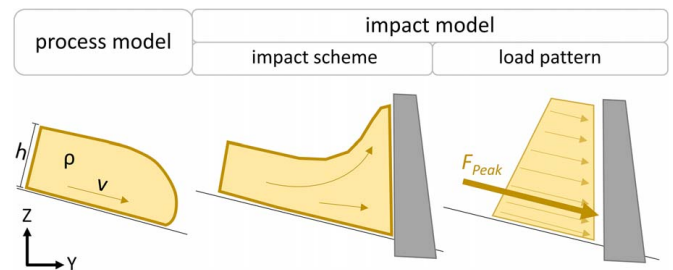 process model
impact model
impact scheme
load pattern
h
ρ
v
F_Peak
Z
Y